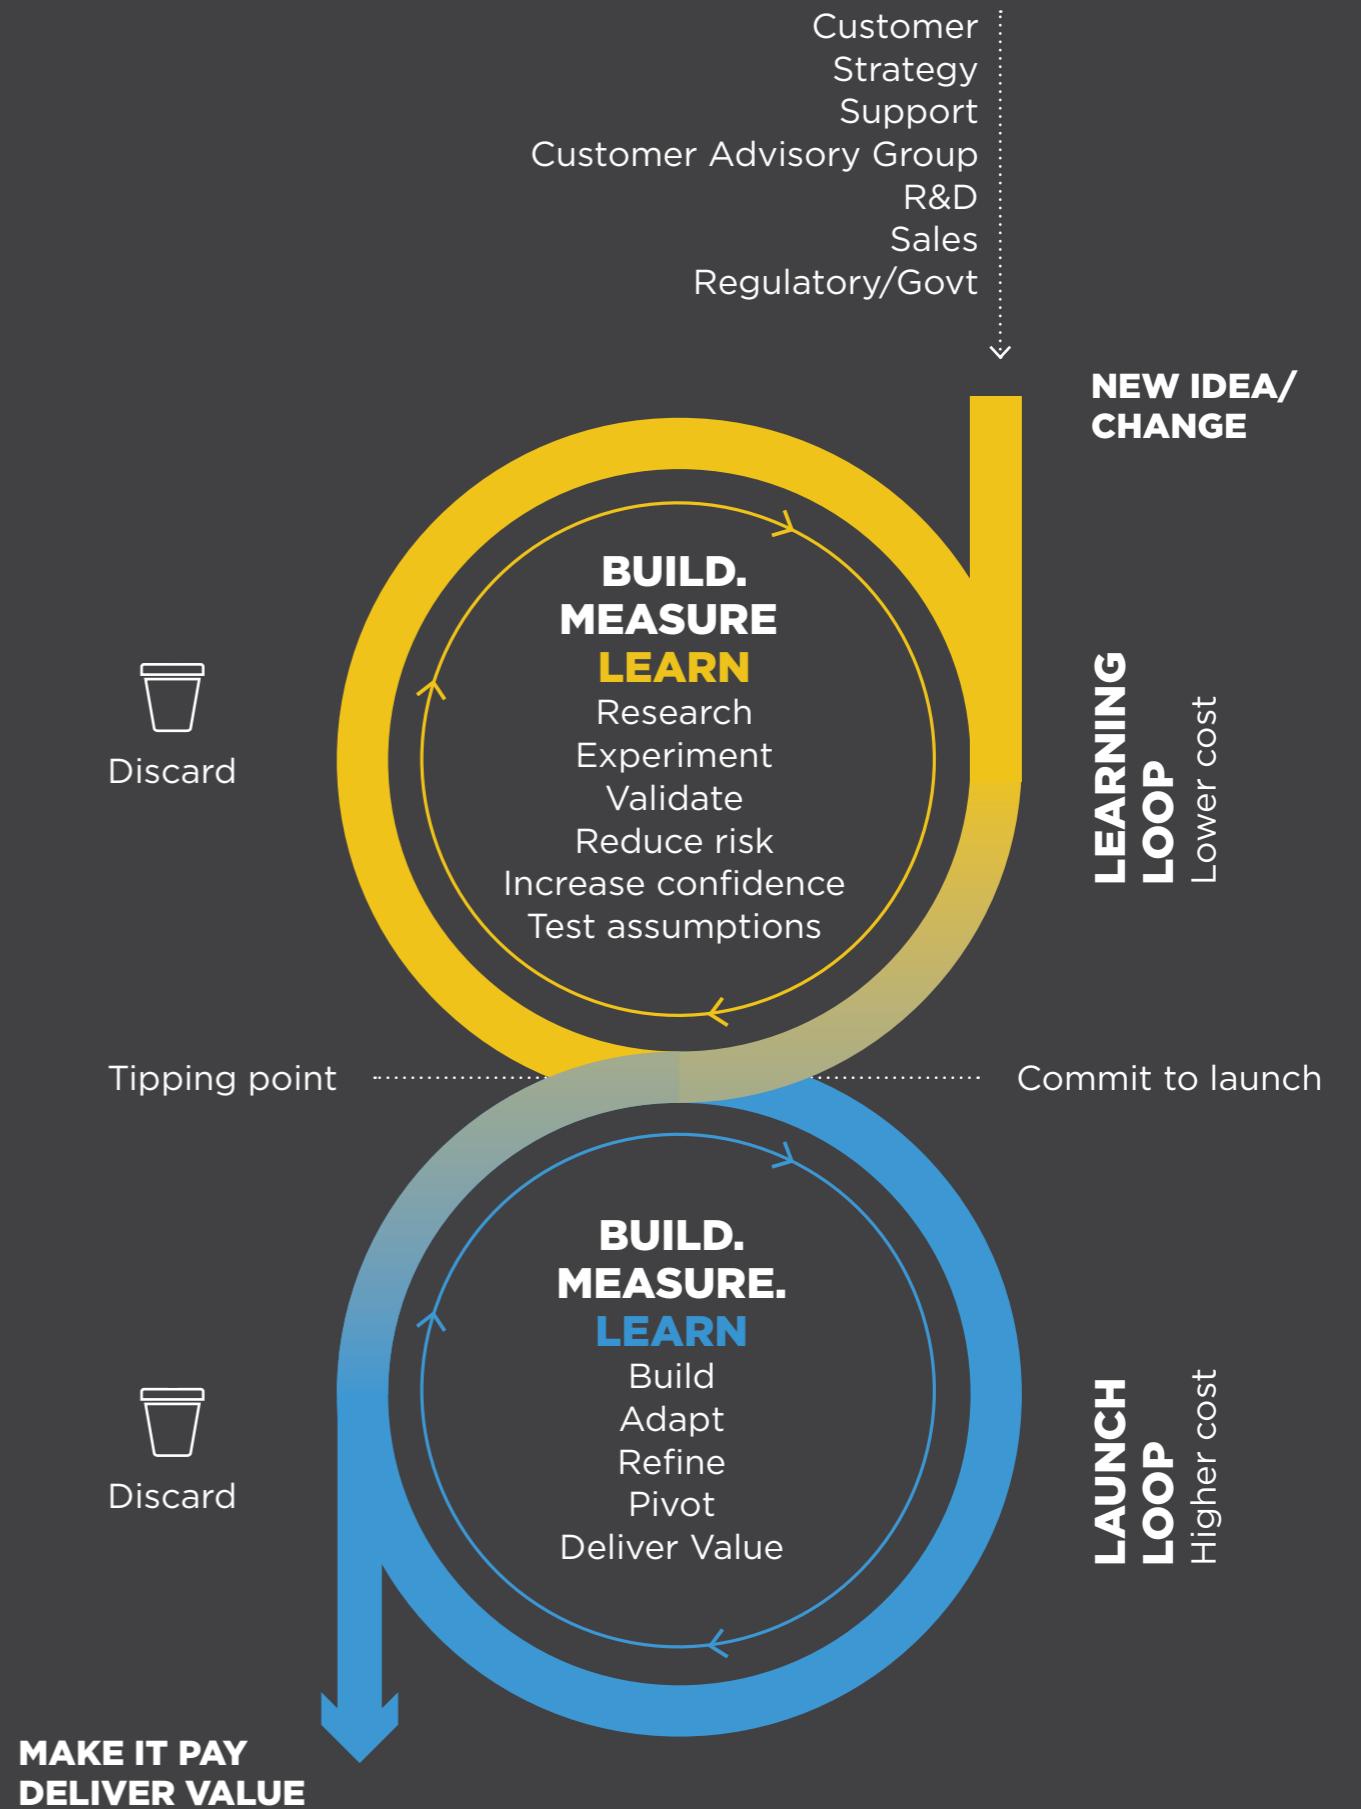 Customer
Strategy
Support
Customer Advisory Group
R&D
Sales
Regulatory/Govt
NEW IDEA/
CHANGE
BUILD.
MEASURE
LEARN
Research
Experiment
Validate
Reduce risk
Increase confidence
Test assumptions
Discard
LEARNING
LOOP
Lower cost
Tipping point
Commit to launch
BUILD.
MEASURE.
LEARN
Build
Adapt
Refine
Pivot
Deliver Value
Discard
LAUNCH
LOOP
Higher cost
MAKE IT PAY
DELIVER VALUE